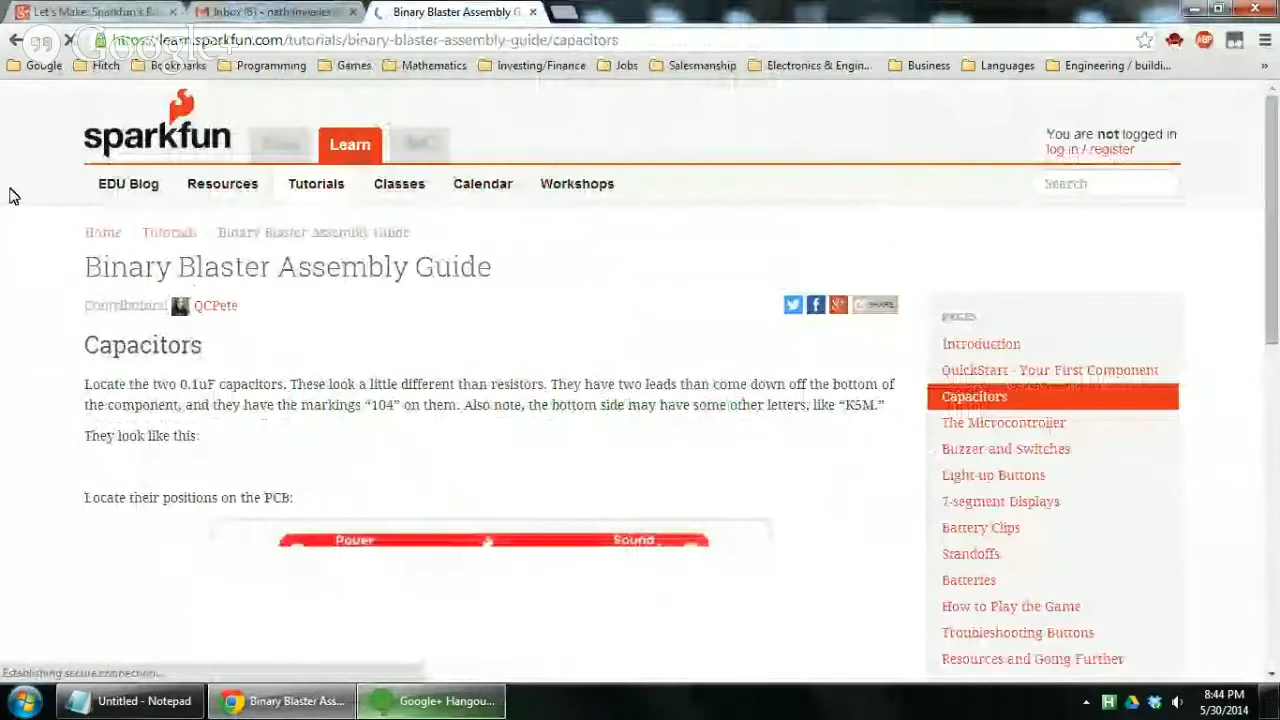 Let's Make: Sparkfun's B
Inbox (6) - nathinvader
Binary Blaster Assembly G
Google+
learn.sparkfun.com/tutorials/binary-blaster-assembly-guide/capacitors
ABP
Google
Hitch
Bookmarks
Programming
Games
Mathematics
Investing/Finance
Jobs
Salesmanship
Electronics & Engin...
Business
Languages
Engineering / buildi...
»
sparkfun
Learn
You are not logged in
log in / register
EDU Blog
Resources
Tutorials
Classes
Calendar
Workshops
Search
Home
Tutorials
Binary Blaster Assembly Guide
Binary Blaster Assembly Guide
Contributors:
QCPete
SHARE
Capacitors
Locate the two 0.1uF capacitors. These look a little different than resistors. They have two leads than come down off the bottom of
the component, and they have the markings “104” on them. Also note, the bottom side may have some other letters, like “K5M.”
They look like this:
Locate their positions on the PCB:
Power
Sound
PAGES
Introduction
QuickStart - Your First Component
Capacitors
The Microcontroller
Buzzer and Switches
Light-up Buttons
7-segment Displays
Battery Clips
Standoffs
Batteries
How to Play the Game
Troubleshooting Buttons
Resources and Going Further
Establishing secure connection...
Untitled - Notepad
Binary Blaster Ass...
Google+ Hangou...
8:44 PM
5/30/2014